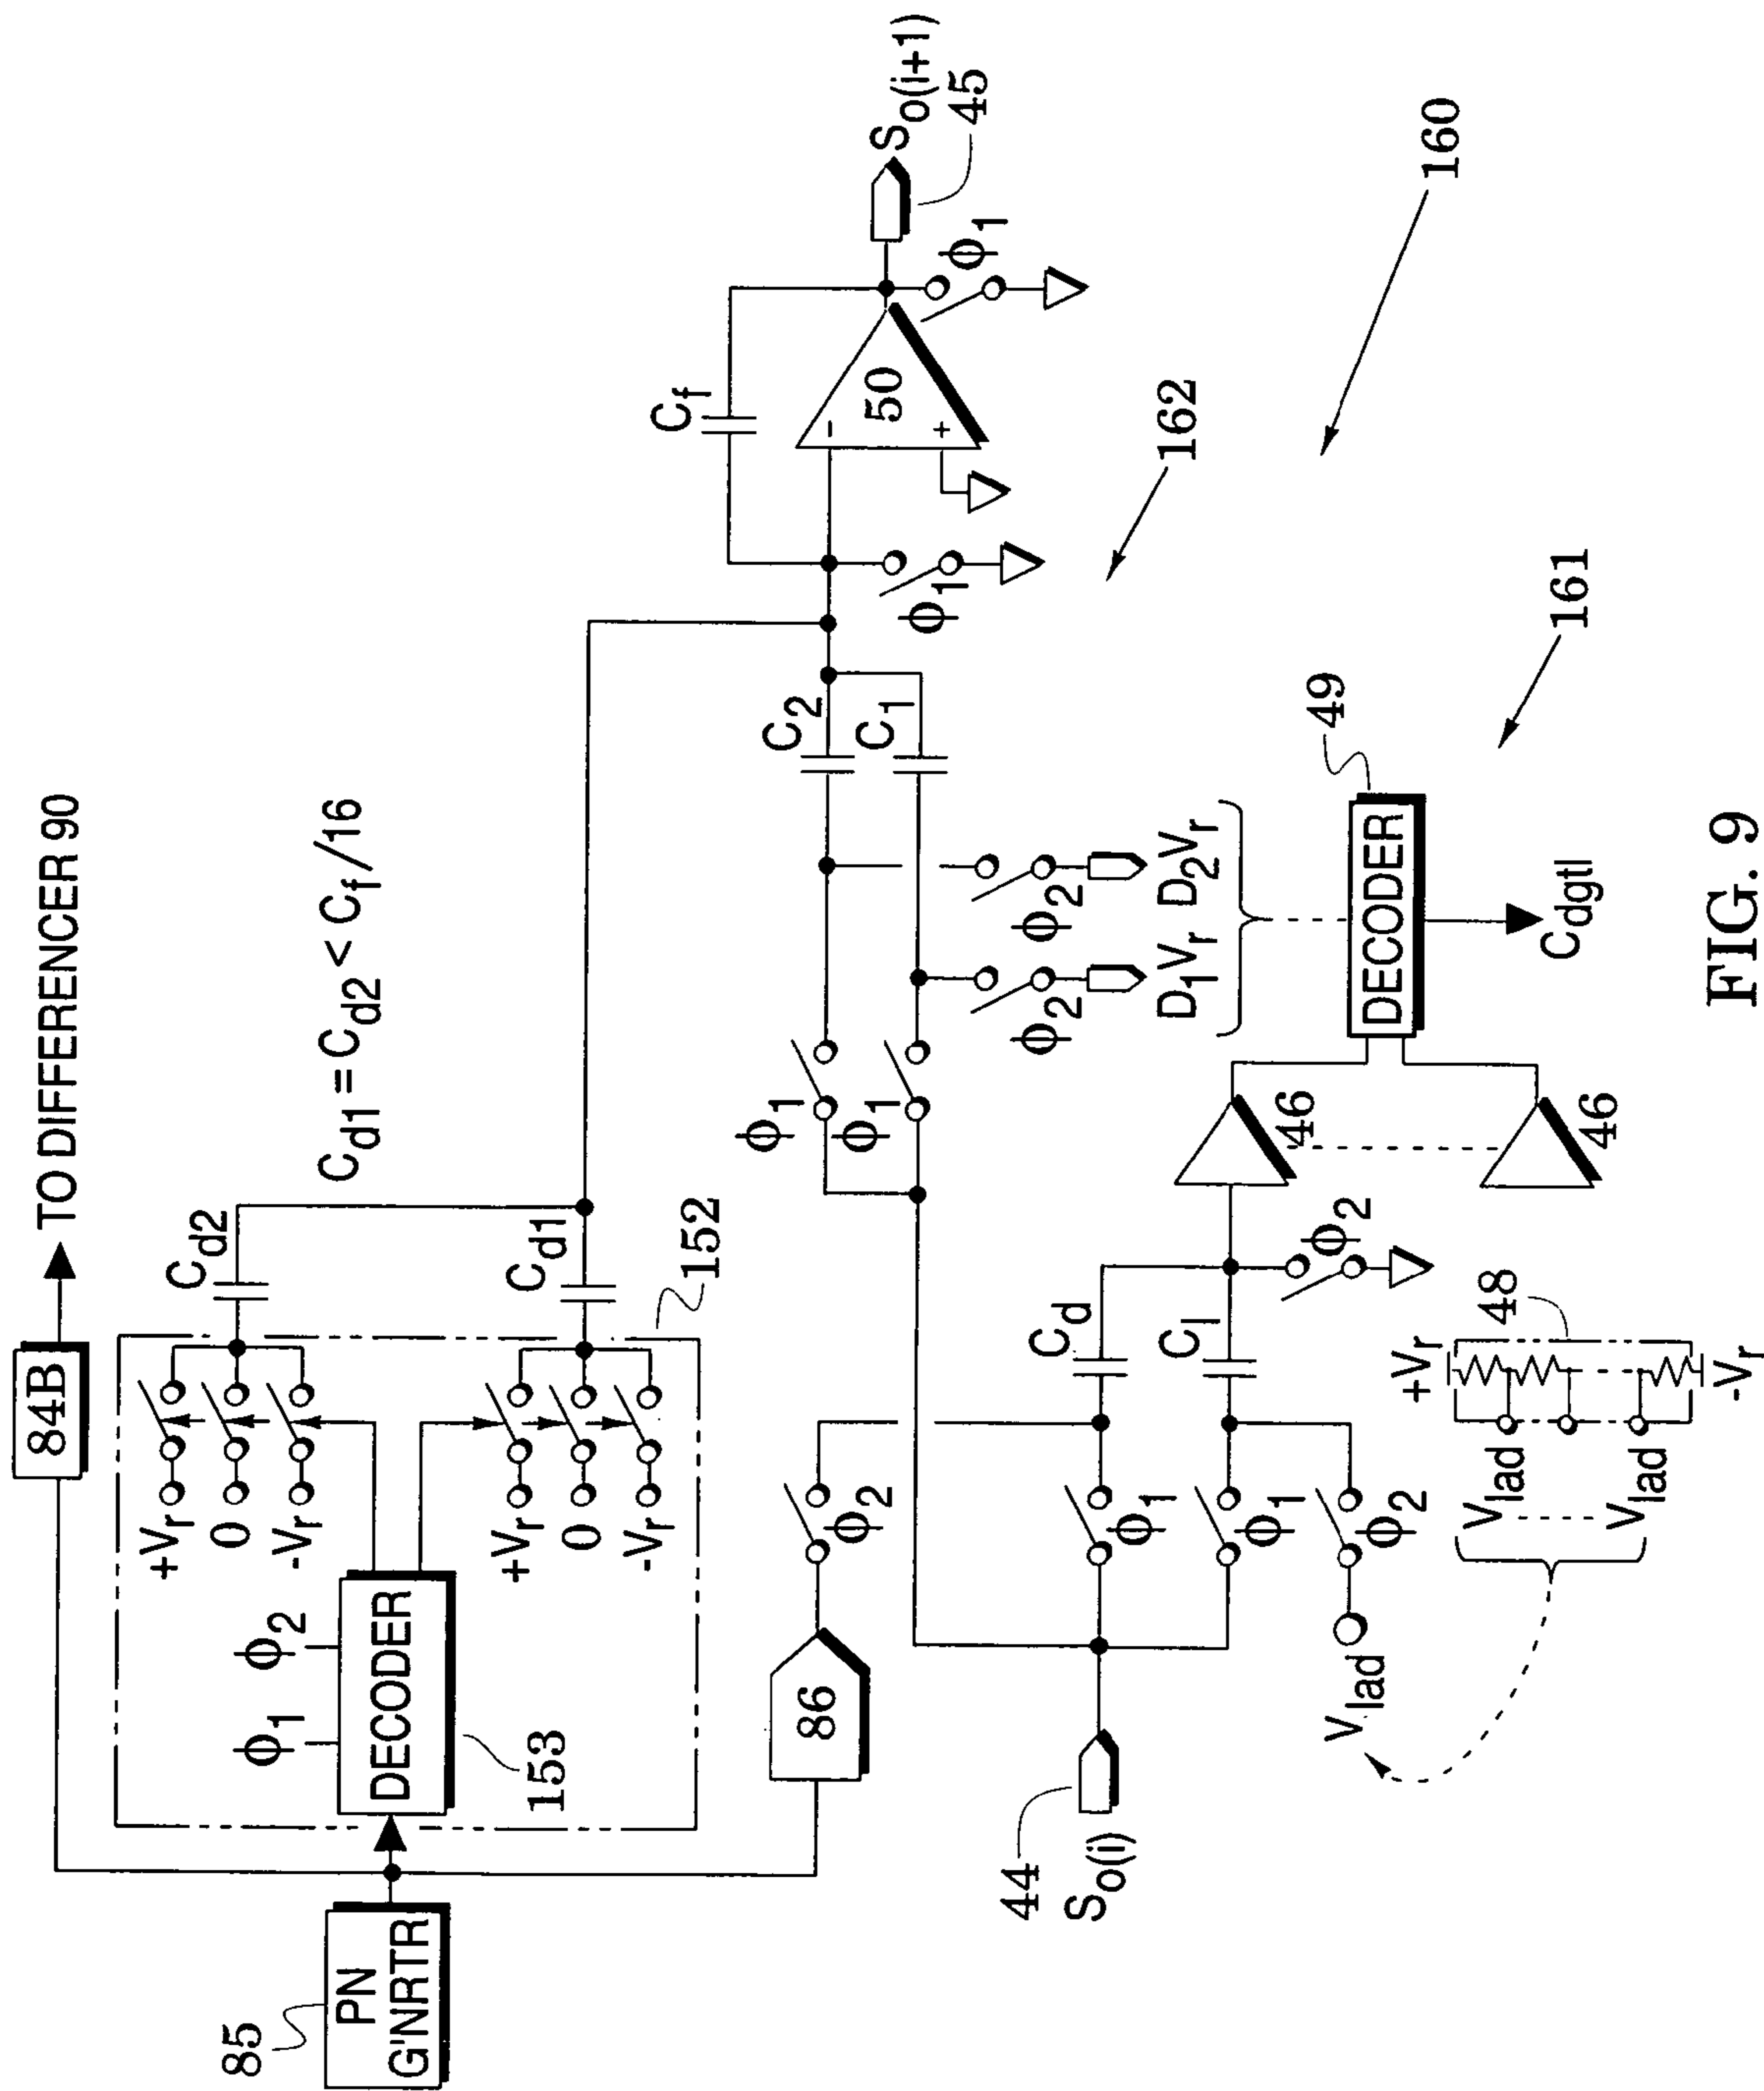 TO DIFFERENCER 90
84B
C_d1 = C_d2 < C_f/16
C_d2
C_d1
152
+V_r
0
-V_r
+V_r
0
-V_r
ϕ_1
ϕ_2
DECODER
153
PN
G'NRTR
85
86
ϕ_2
44
S_o(i)
ϕ_1
ϕ_1
ϕ_2
V_lad
C_d
C_l
ϕ_2
+V_r
48
V_lad
V_lad
-V_r
46
46
DECODER
49
C_dgtl
161
ϕ_1
ϕ_1
C_2
C_1
ϕ_2
ϕ_2
D_1V_r
D_2V_r
ϕ_1
162
C_f
50
-
+
ϕ_1
S_o(i+1)
45
160
FIG. 9